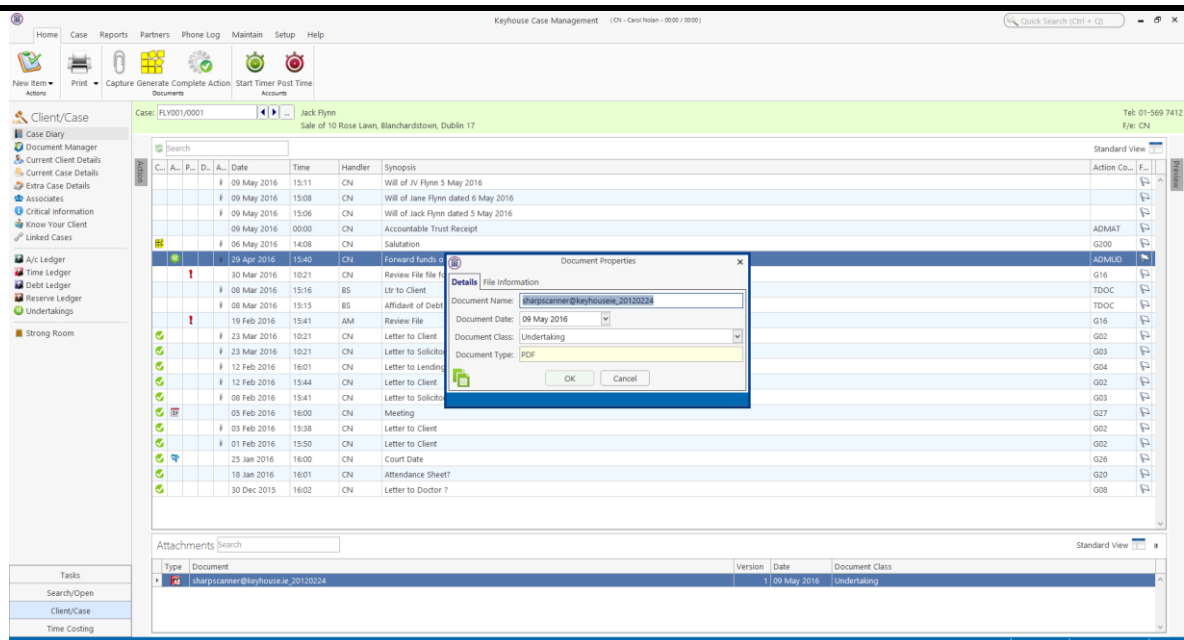 Keyhouse Case Management (CN - Carol Nolan - 00:00 / 00:00)
Quick Search (Ctrl + Q)
Home Case Reports Partners Phone Log Maintain Setup Help
New Item Print Capture Generate Complete Action Start Timer Post Time
Actions Documents Accounts
Client/Case
Case Diary
Document Manager
Current Client Details
Current Case Details
Extra Case Details
Associates
Critical Information
Know Your Client
Linked Cases
A/c Ledger
Time Ledger
Debt Ledger
Reserve Ledger
Undertakings
Strong Room
Tasks
Search/Open
Client/Case
Time Costing
Case: FLY001/0001 ... Jack Flynn Tel: 01-569 7412
Sale of 10 Rose Lawn, Blanchardstown, Dublin 17 F/e: CN
Action
Preview
Search Standard View
C... A... P... D... A... Date Time Handler Synopsis Action Co... F...
09 May 2016 15:11 CN Will of JV Flynn 5 May 2016
09 May 2016 15:08 CN Will of Jane Flynn dated 6 May 2016
09 May 2016 15:06 CN Will of Jack Flynn dated 5 May 2016
09 May 2016 00:00 CN Accountable Trust Receipt ADMAT
06 May 2016 14:08 CN Salutation G200
29 Apr 2016 15:40 CN Forward funds o ADMUD
30 Mar 2016 10:21 CN Review File file fo G16
08 Mar 2016 15:16 BS Ltr to Client TDOC
08 Mar 2016 15:15 BS Affidavit of Debt TDOC
19 Feb 2016 15:41 AM Review File G16
23 Mar 2016 10:21 CN Letter to Client G02
23 Mar 2016 10:21 CN Letter to Solicito G03
12 Feb 2016 16:01 CN Letter to Lending G04
12 Feb 2016 15:44 CN Letter to Client G02
08 Feb 2016 15:41 CN Letter to Solicito G03
05 Feb 2016 16:00 CN Meeting G27
03 Feb 2016 15:38 CN Letter to Client G02
01 Feb 2016 15:50 CN Letter to Client G02
25 Jan 2016 16:00 CN Court Date G26
18 Jan 2016 16:01 CN Attendance Sheet? G20
30 Dec 2015 16:02 CN Letter to Doctor ? G08
Document Properties
Details File Information
Document Name: sharpscanner@keyhouseie_20120224
Document Date: 09 May 2016
Document Class: Undertaking
Document Type: PDF
OK Cancel
Attachments Search Standard View
Type Document Version Date Document Class
sharpscanner@keyhouse.ie_20120224 1 09 May 2016 Undertaking